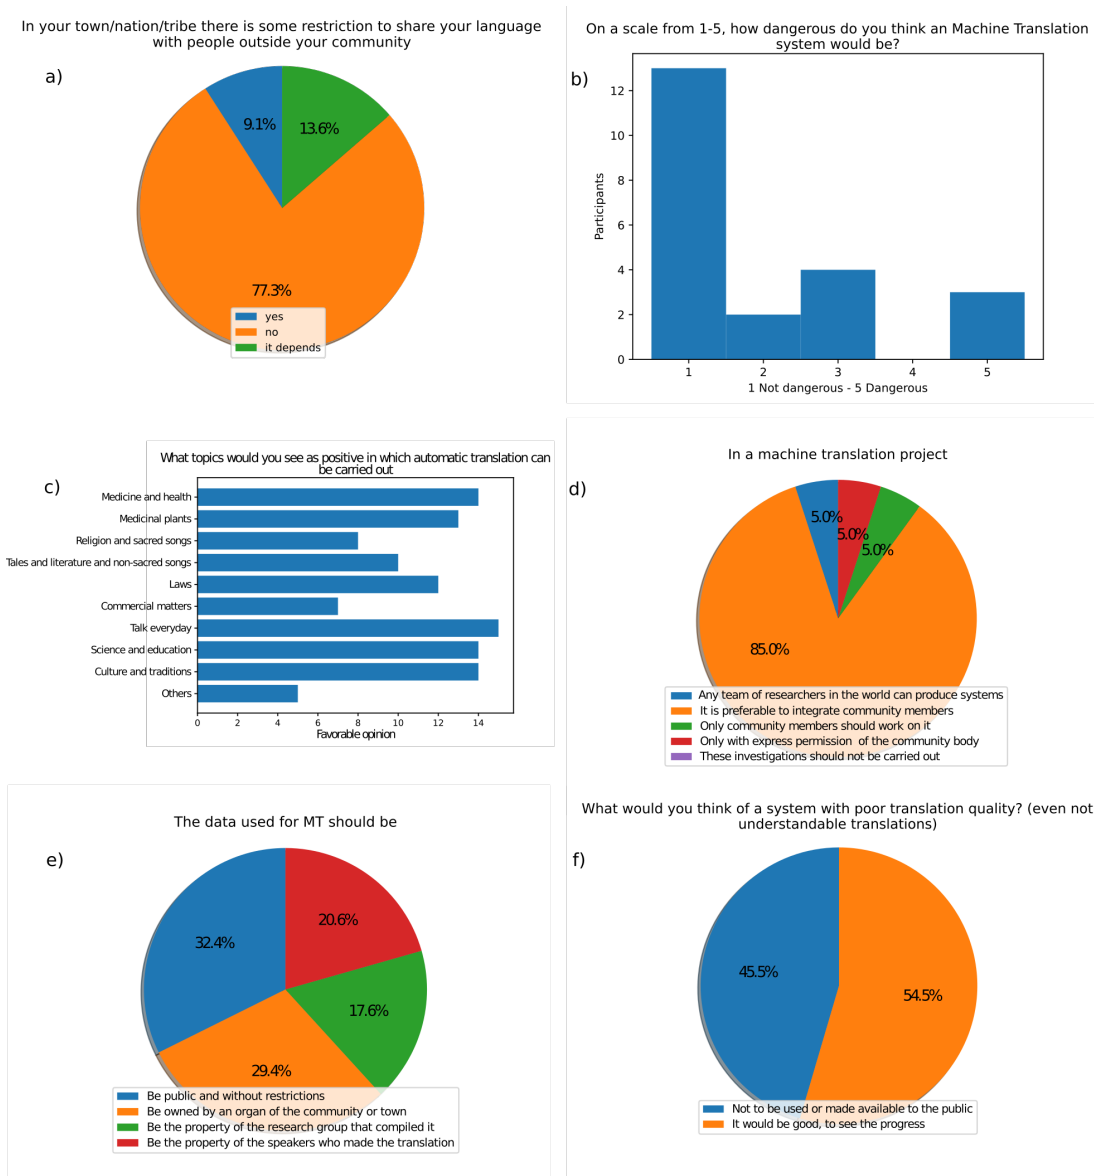 In your town/nation/tribe there is some restriction to share your language
with people outside your community
a)
9.1%
13.6%
77.3%
yes
no
it depends
On a scale from 1-5, how dangerous do you think an Machine Translation
system would be?
b)
Participants
12
10
8
6
4
2
0
1 2 3 4 5
1 Not dangerous - 5 Dangerous
What topics would you see as positive in which automatic translation can
be carried out
c)
Medicine and health
Medicinal plants
Religion and sacred songs
Tales and literature and non-sacred songs
Laws
Commercial matters
Talk everyday
Science and education
Culture and traditions
Others
0 2 4 6 8 10 12 14
Favorable opinion
In a machine translation project
d)
5.0%
5.0%
5.0%
85.0%
Any team of researchers in the world can produce systems
It is preferable to integrate community members
Only community members should work on it
Only with express permission of the community body
These investigations should not be carried out
The data used for MT should be
e)
20.6%
32.4%
17.6%
29.4%
Be public and without restrictions
Be owned by an organ of the community or town
Be the property of the research group that compiled it
Be the property of the speakers who made the translation
What would you think of a system with poor translation quality? (even not
understandable translations)
f)
45.5%
54.5%
Not to be used or made available to the public
It would be good, to see the progress